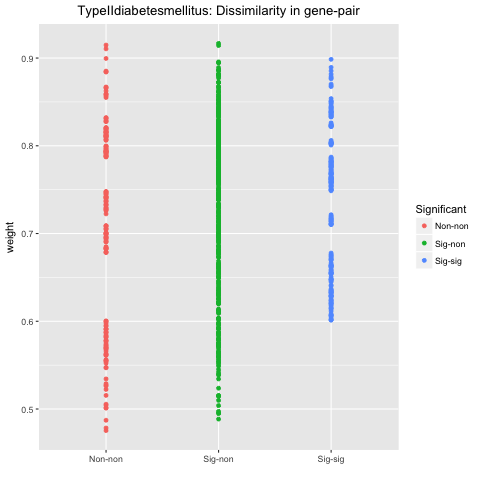 TypeIIdiabetesmellitus: Dissimilarity in gene-pair
0.9
0.8
0.7
0.6
0.5
weight
Non-non
Sig-non
Sig-sig
Significant
Non-non
Sig-non
Sig-sig